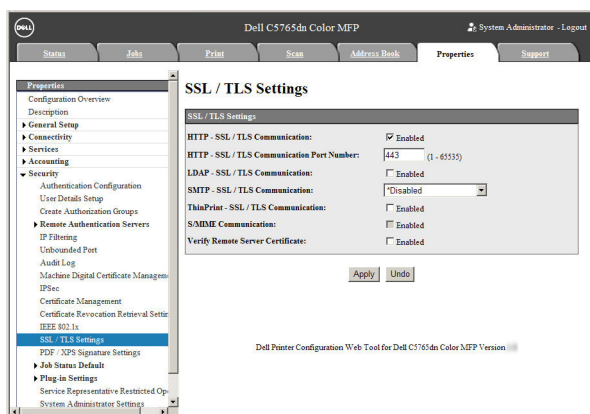 DELL
Dell C5765dn Color MFP
System Administrator - Logout
Status Jobs Print Scan Address Book Properties Support
Properties
Configuration Overview
Description
General Setup
Connectivity
Services
Accounting
Security
Authentication Configuration
User Details Setup
Create Authorization Groups
Remote Authentication Servers
IP Filtering
Unbounded Port
Audit Log
Machine Digital Certificate Managem
IPSec
Certificate Management
Certificate Revocation Retrieval Settin
IEEE 802.1x
SSL / TLS Settings
PDF / XPS Signature Settings
Job Status Default
Plug-in Settings
Service Representative Restricted Op
System Administrator Settings
SSL / TLS Settings
SSL / TLS Settings
HTTP - SSL / TLS Communication: Enabled
HTTP - SSL / TLS Communication Port Number: 443 (1 - 65535)
LDAP - SSL / TLS Communication: Enabled
SMTP - SSL / TLS Communication: *Disabled
ThinPrint - SSL / TLS Communication: Enabled
S/MIME Communication: Enabled
Verify Remote Server Certificate: Enabled
Apply Undo
Dell Printer Configuration Web Tool for Dell C5765dn Color MFP Version